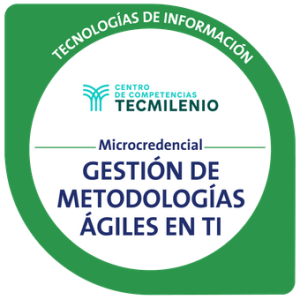 TECNOLOGÍAS DE INFORMACIÓN
CENTRO
DE COMPETENCIAS
TECMILENIO
Microcredencial
GESTIÓN DE
METODOLOGÍAS
ÁGILES EN TI